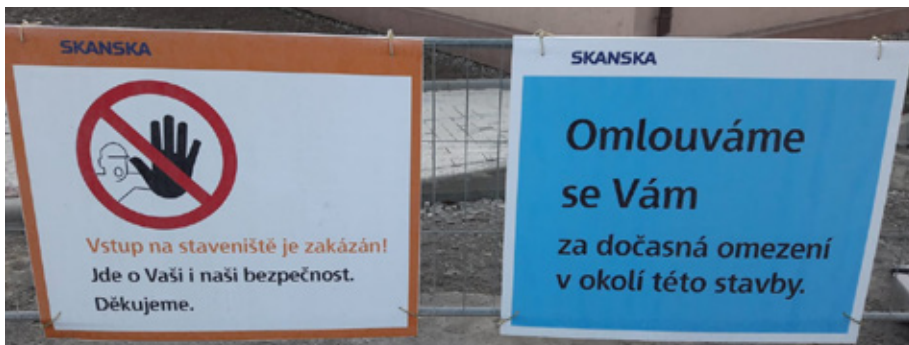 SKANSKA
Vstup na staveniště je zakázán!
Jde o Vaši i naši bezpečnost.
Děkujeme.
SKANSKA
Omlouváme
se Vám
za dočasná omezení
v okolí této stavby.